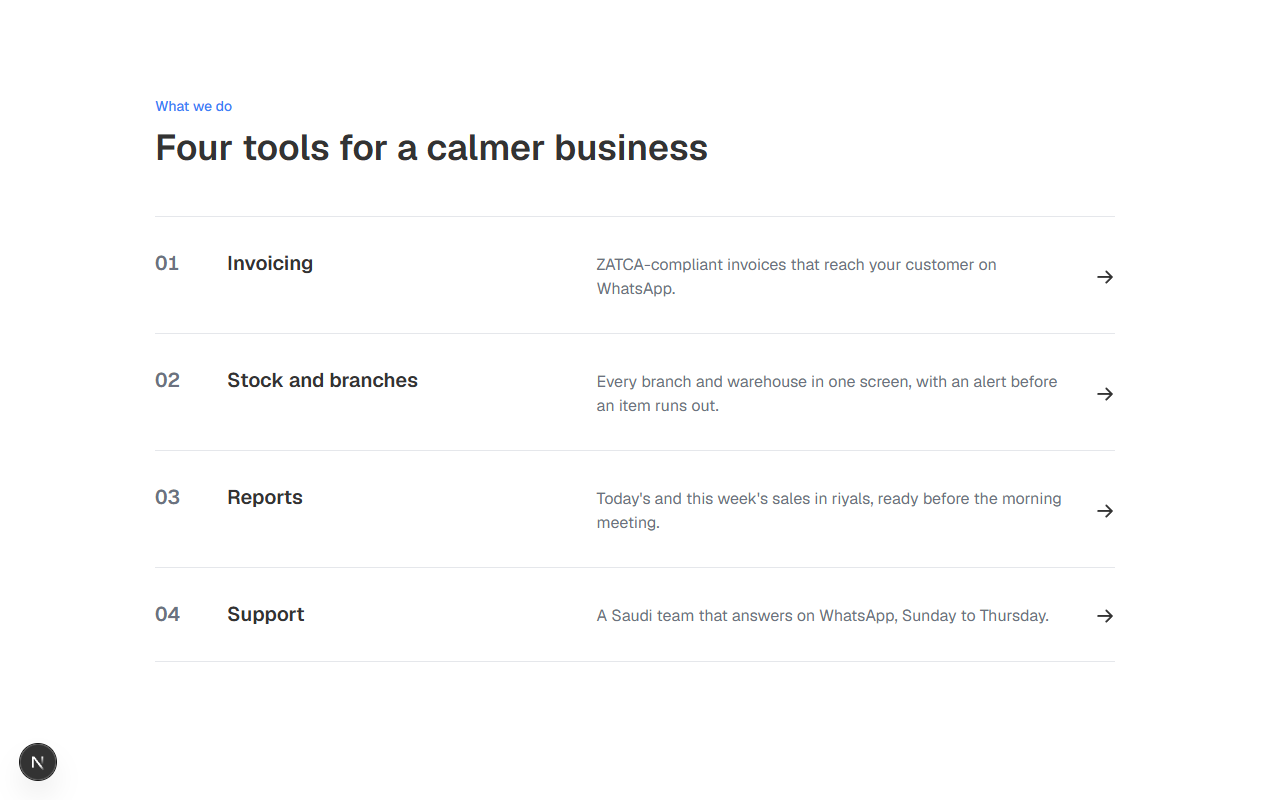 What we do
Four tools for a calmer business
01 Invoicing ZATCA-compliant invoices that reach your customer on
WhatsApp.
02 Stock and branches Every branch and warehouse in one screen, with an alert before
an item runs out.
03 Reports Today's and this week's sales in riyals, ready before the morning
meeting.
04 Support A Saudi team that answers on WhatsApp, Sunday to Thursday.
N